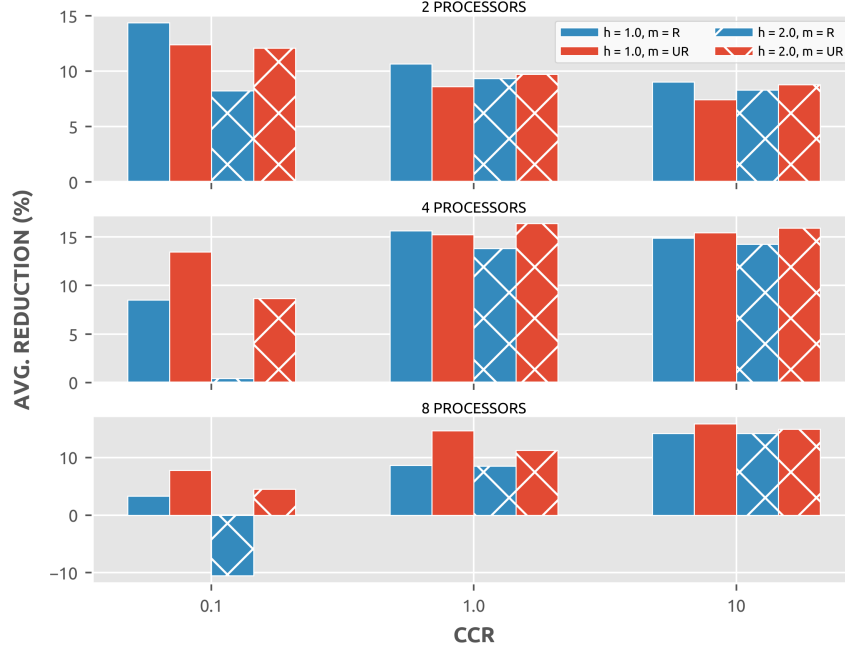 2 PROCESSORS
h = 1.0, m = R
h = 2.0, m = R
h = 1.0, m = UR
h = 2.0, m = UR
15
10
5
0
4 PROCESSORS
15
10
5
0
8 PROCESSORS
10
0
−10
0.1
1.0
10
CCR
AVG. REDUCTION (%)